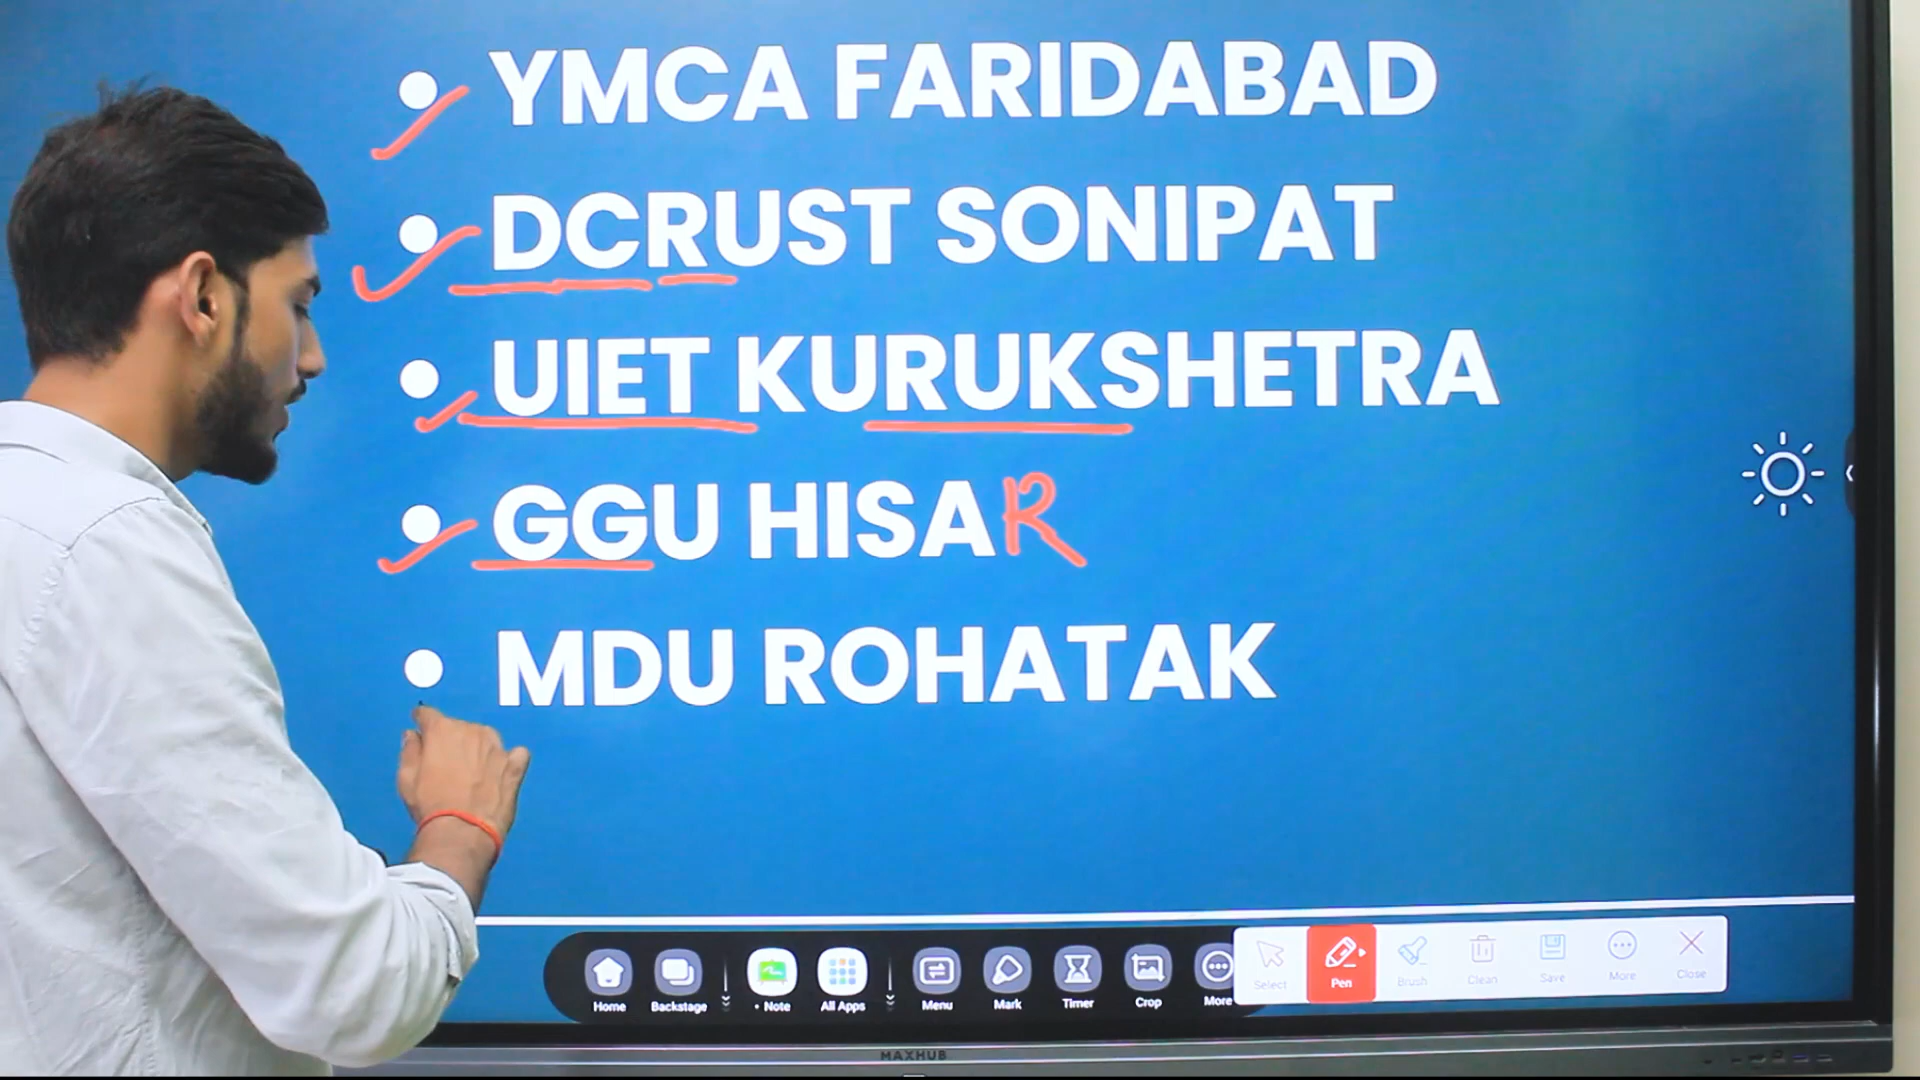 • YMCA FARIDABAD
• DCRUST SONIPAT
• UIET KURUKSHETRA
• GGU HISAR
• MDU ROHATAK
Home Backstage • Note All Apps Menu Mark Timer Crop More
Select Pen Brush Clean Save More Close
MAXHUB